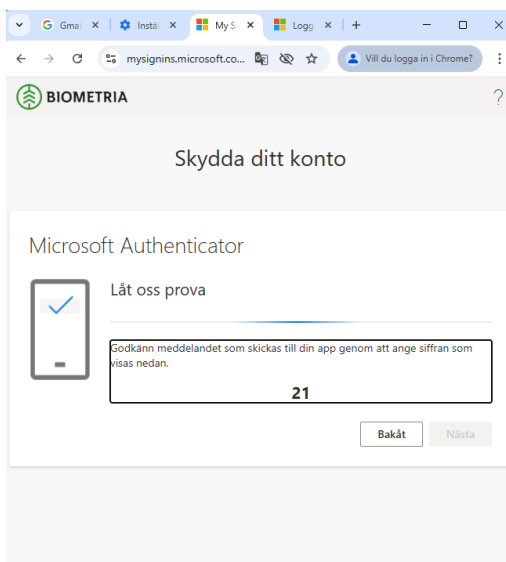 Gmai
Instäl
My Si
Logg
mysignins.microsoft.co...
Vill du logga in i Chrome?
BIOMETRIA
?
Skydda ditt konto
Microsoft Authenticator
Låt oss prova
Godkänn meddelandet som skickas till din app genom att ange siffran som
visas nedan.
21
Bakåt
Nästa